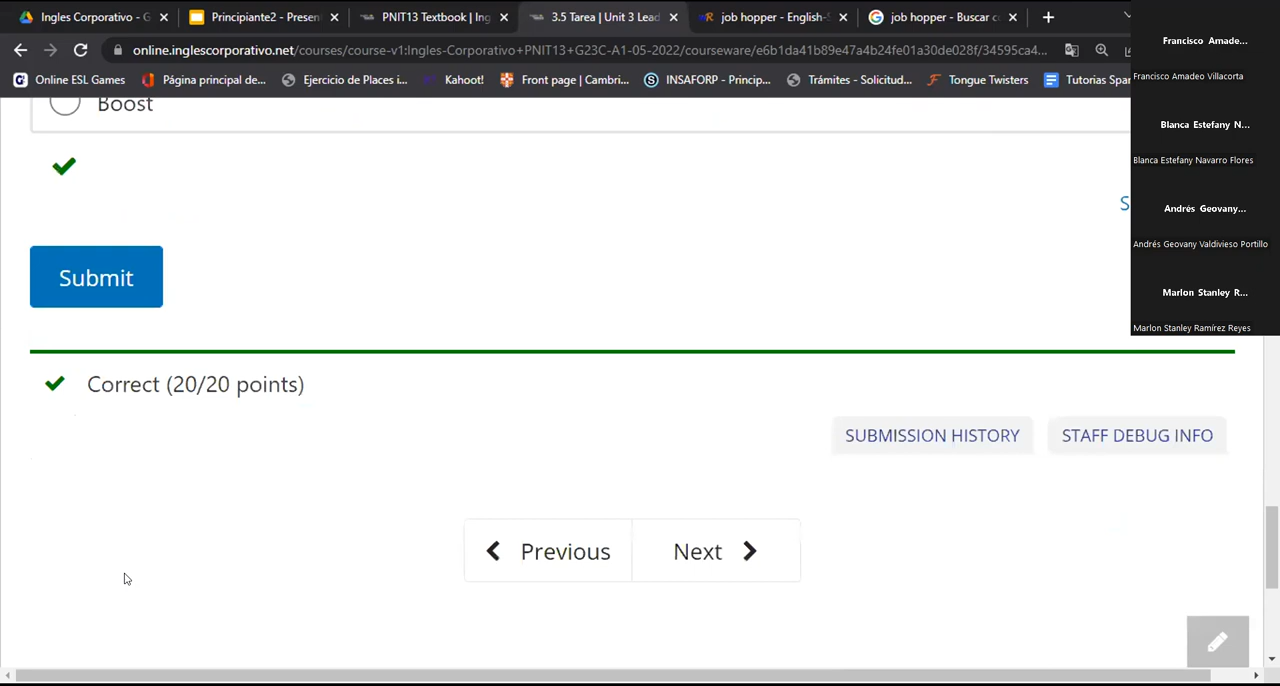 Ingles Corporativo - G
Principiante2 - Presen
PNIT13 Textbook | Ing
3.5 Tarea | Unit 3 Lead
job hopper - English-S
job hopper - Buscar c
online.inglescorporativo.net/courses/course-v1:Ingles-Corporativo+PNIT13+G23C-A1-05-2022/courseware/e6b1da41b89e47a4b24fe01a30de028f/34595ca4...
Online ESL Games
Página principal de...
Ejercicio de Places i...
Kahoot!
Front page | Cambri...
INSAFORP - Princip...
Trámites - Solicitud...
Tongue Twisters
Tutorias Spar
Francisco Amade...
Francisco Amadeo Villacorta
Blanca Estefany N...
Blanca Estefany Navarro Flores
Andrés Geovany...
Andrés Geovany Valdivieso Portillo
Marlon Stanley R...
Marlon Stanley Ramírez Reyes
Boost
S
Submit
Correct (20/20 points)
SUBMISSION HISTORY
STAFF DEBUG INFO
Previous
Next